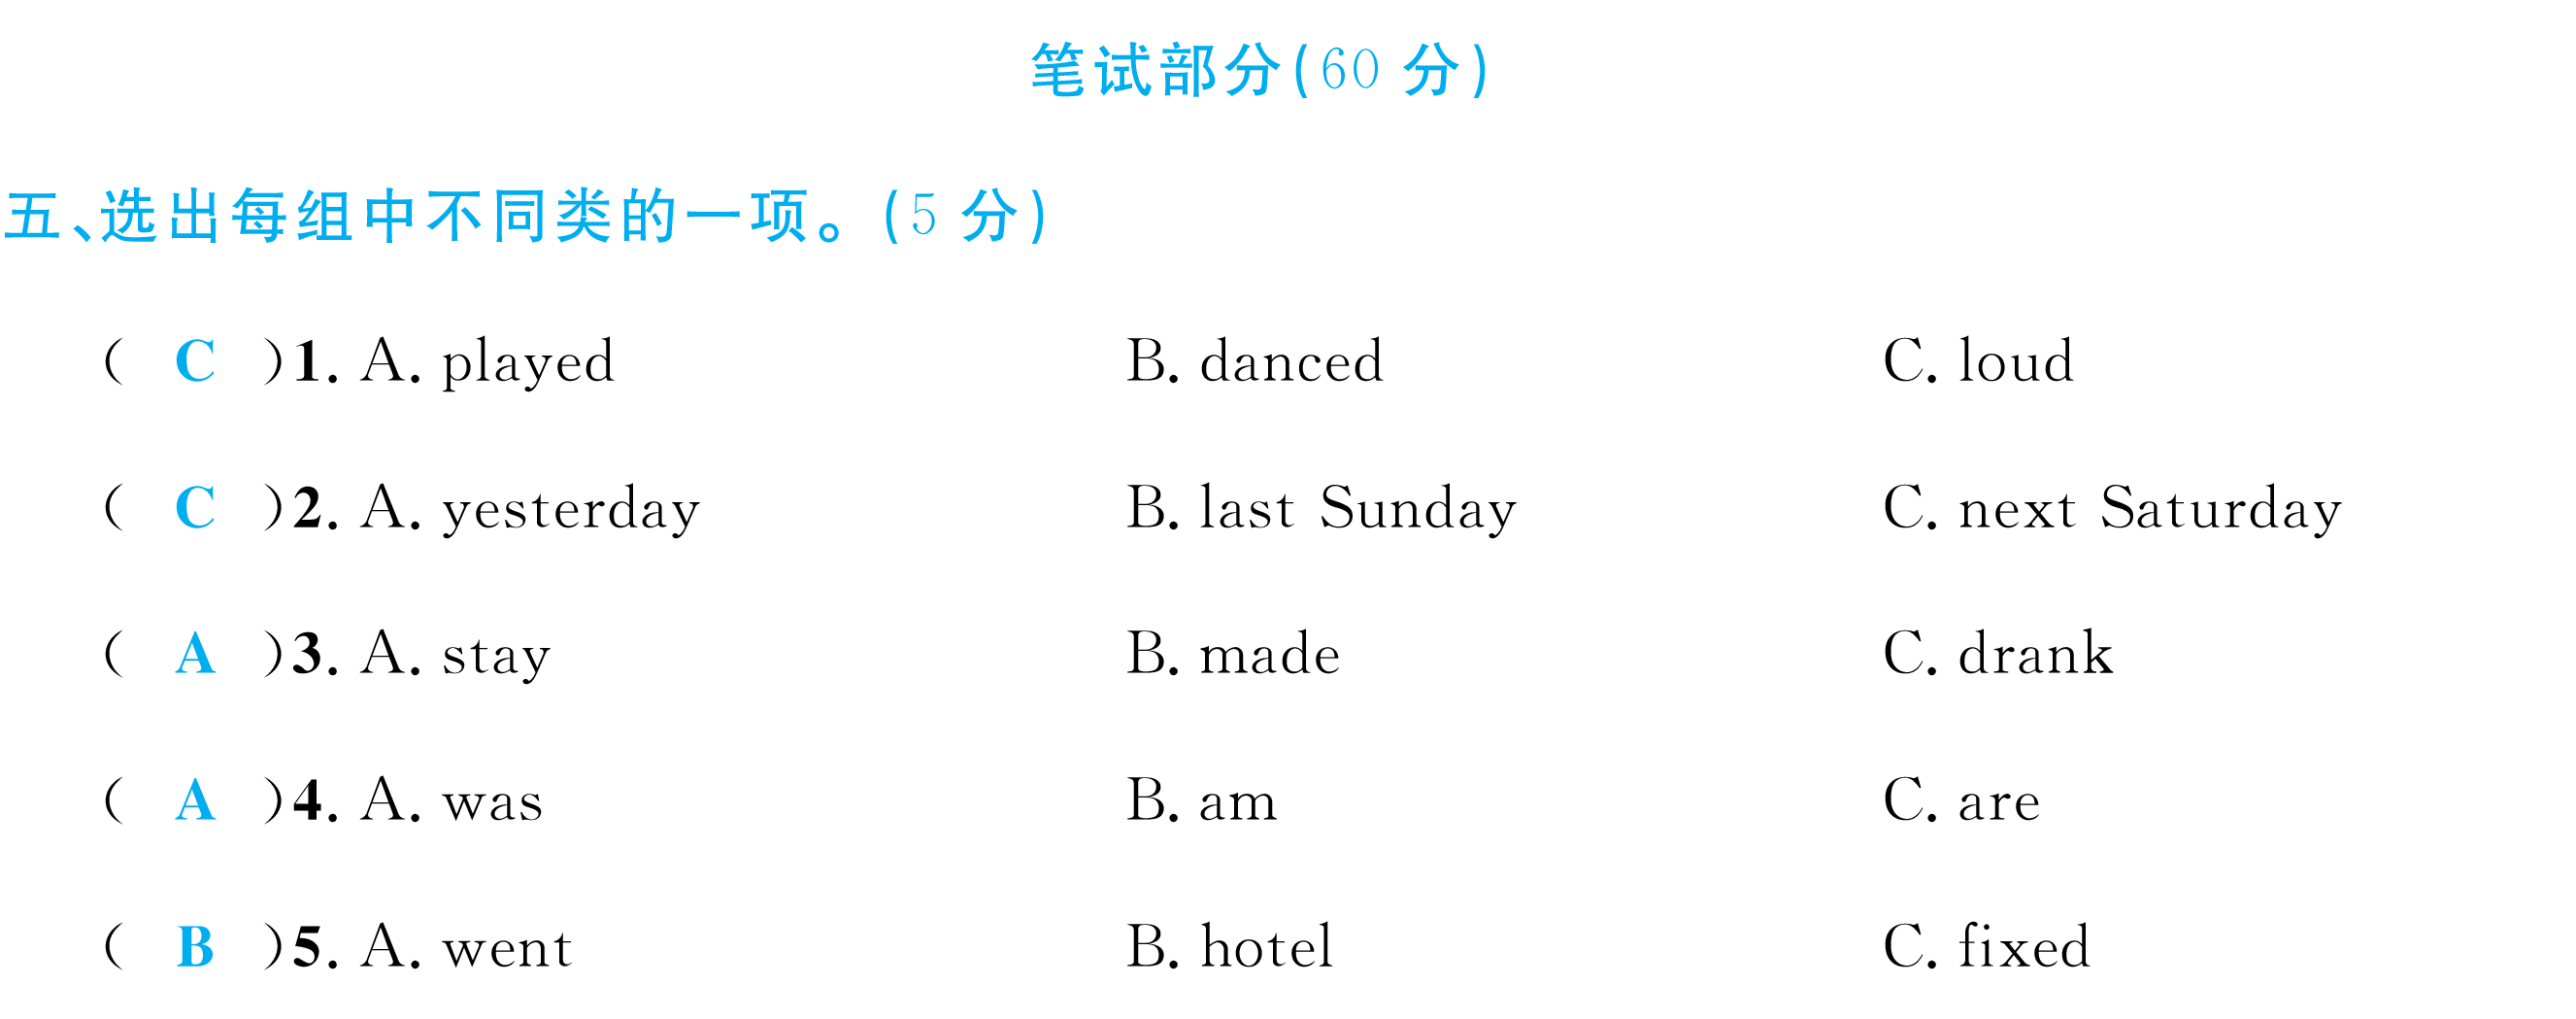 笔试部分(60 分)
五、选出每组中不同类的一项。(5 分)
( C )1. A. played B. danced C. loud
( C )2. A. yesterday B. last Sunday C. next Saturday
( A )3. A. stay B. made C. drank
( A )4. A. was B. am C. are
( B )5. A. went B. hotel C. fixed